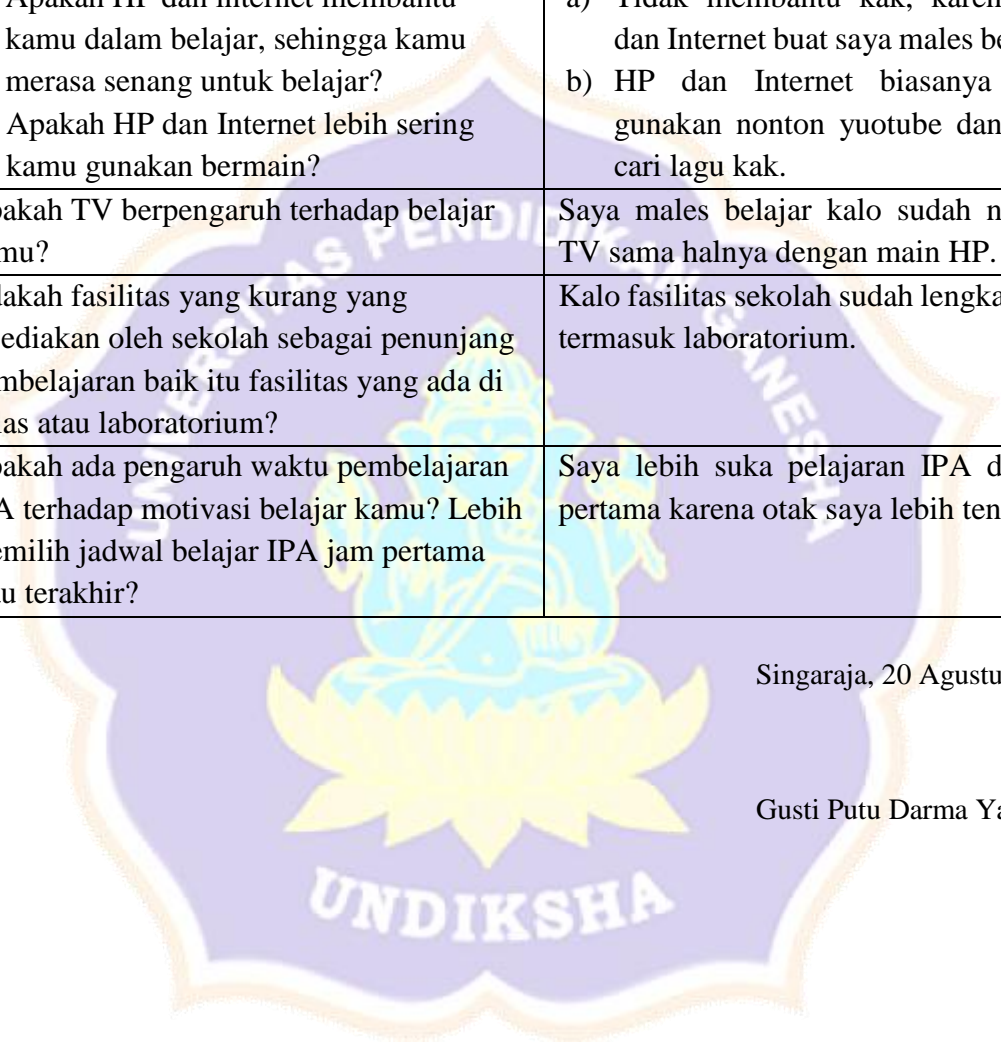 Apakah HP dan internet membantu
kamu dalam belajar, sehingga kamu
merasa senang untuk belajar?
Apakah HP dan Internet lebih sering
kamu gunakan bermain?
a) Tidak membantu kak, karen
dan Internet buat saya males be
b) HP dan Internet biasanya
gunakan nonton yuotube dan
cari lagu kak.
pakah TV berpengaruh terhadap belajar
mu?
Saya males belajar kalo sudah n
TV sama halnya dengan main HP.
dakah fasilitas yang kurang yang
sediakan oleh sekolah sebagai penunjang
mbelajaran baik itu fasilitas yang ada di
las atau laboratorium?
Kalo fasilitas sekolah sudah lengka
termasuk laboratorium.
pakah ada pengaruh waktu pembelajaran
A terhadap motivasi belajar kamu? Lebih
emilih jadwal belajar IPA jam pertama
u terakhir?
Saya lebih suka pelajaran IPA d
pertama karena otak saya lebih ten
Singaraja, 20 Agustu
Gusti Putu Darma Ya
UNIVERSITAS PENDIDIKAN GANESHA
UNDIKSHA